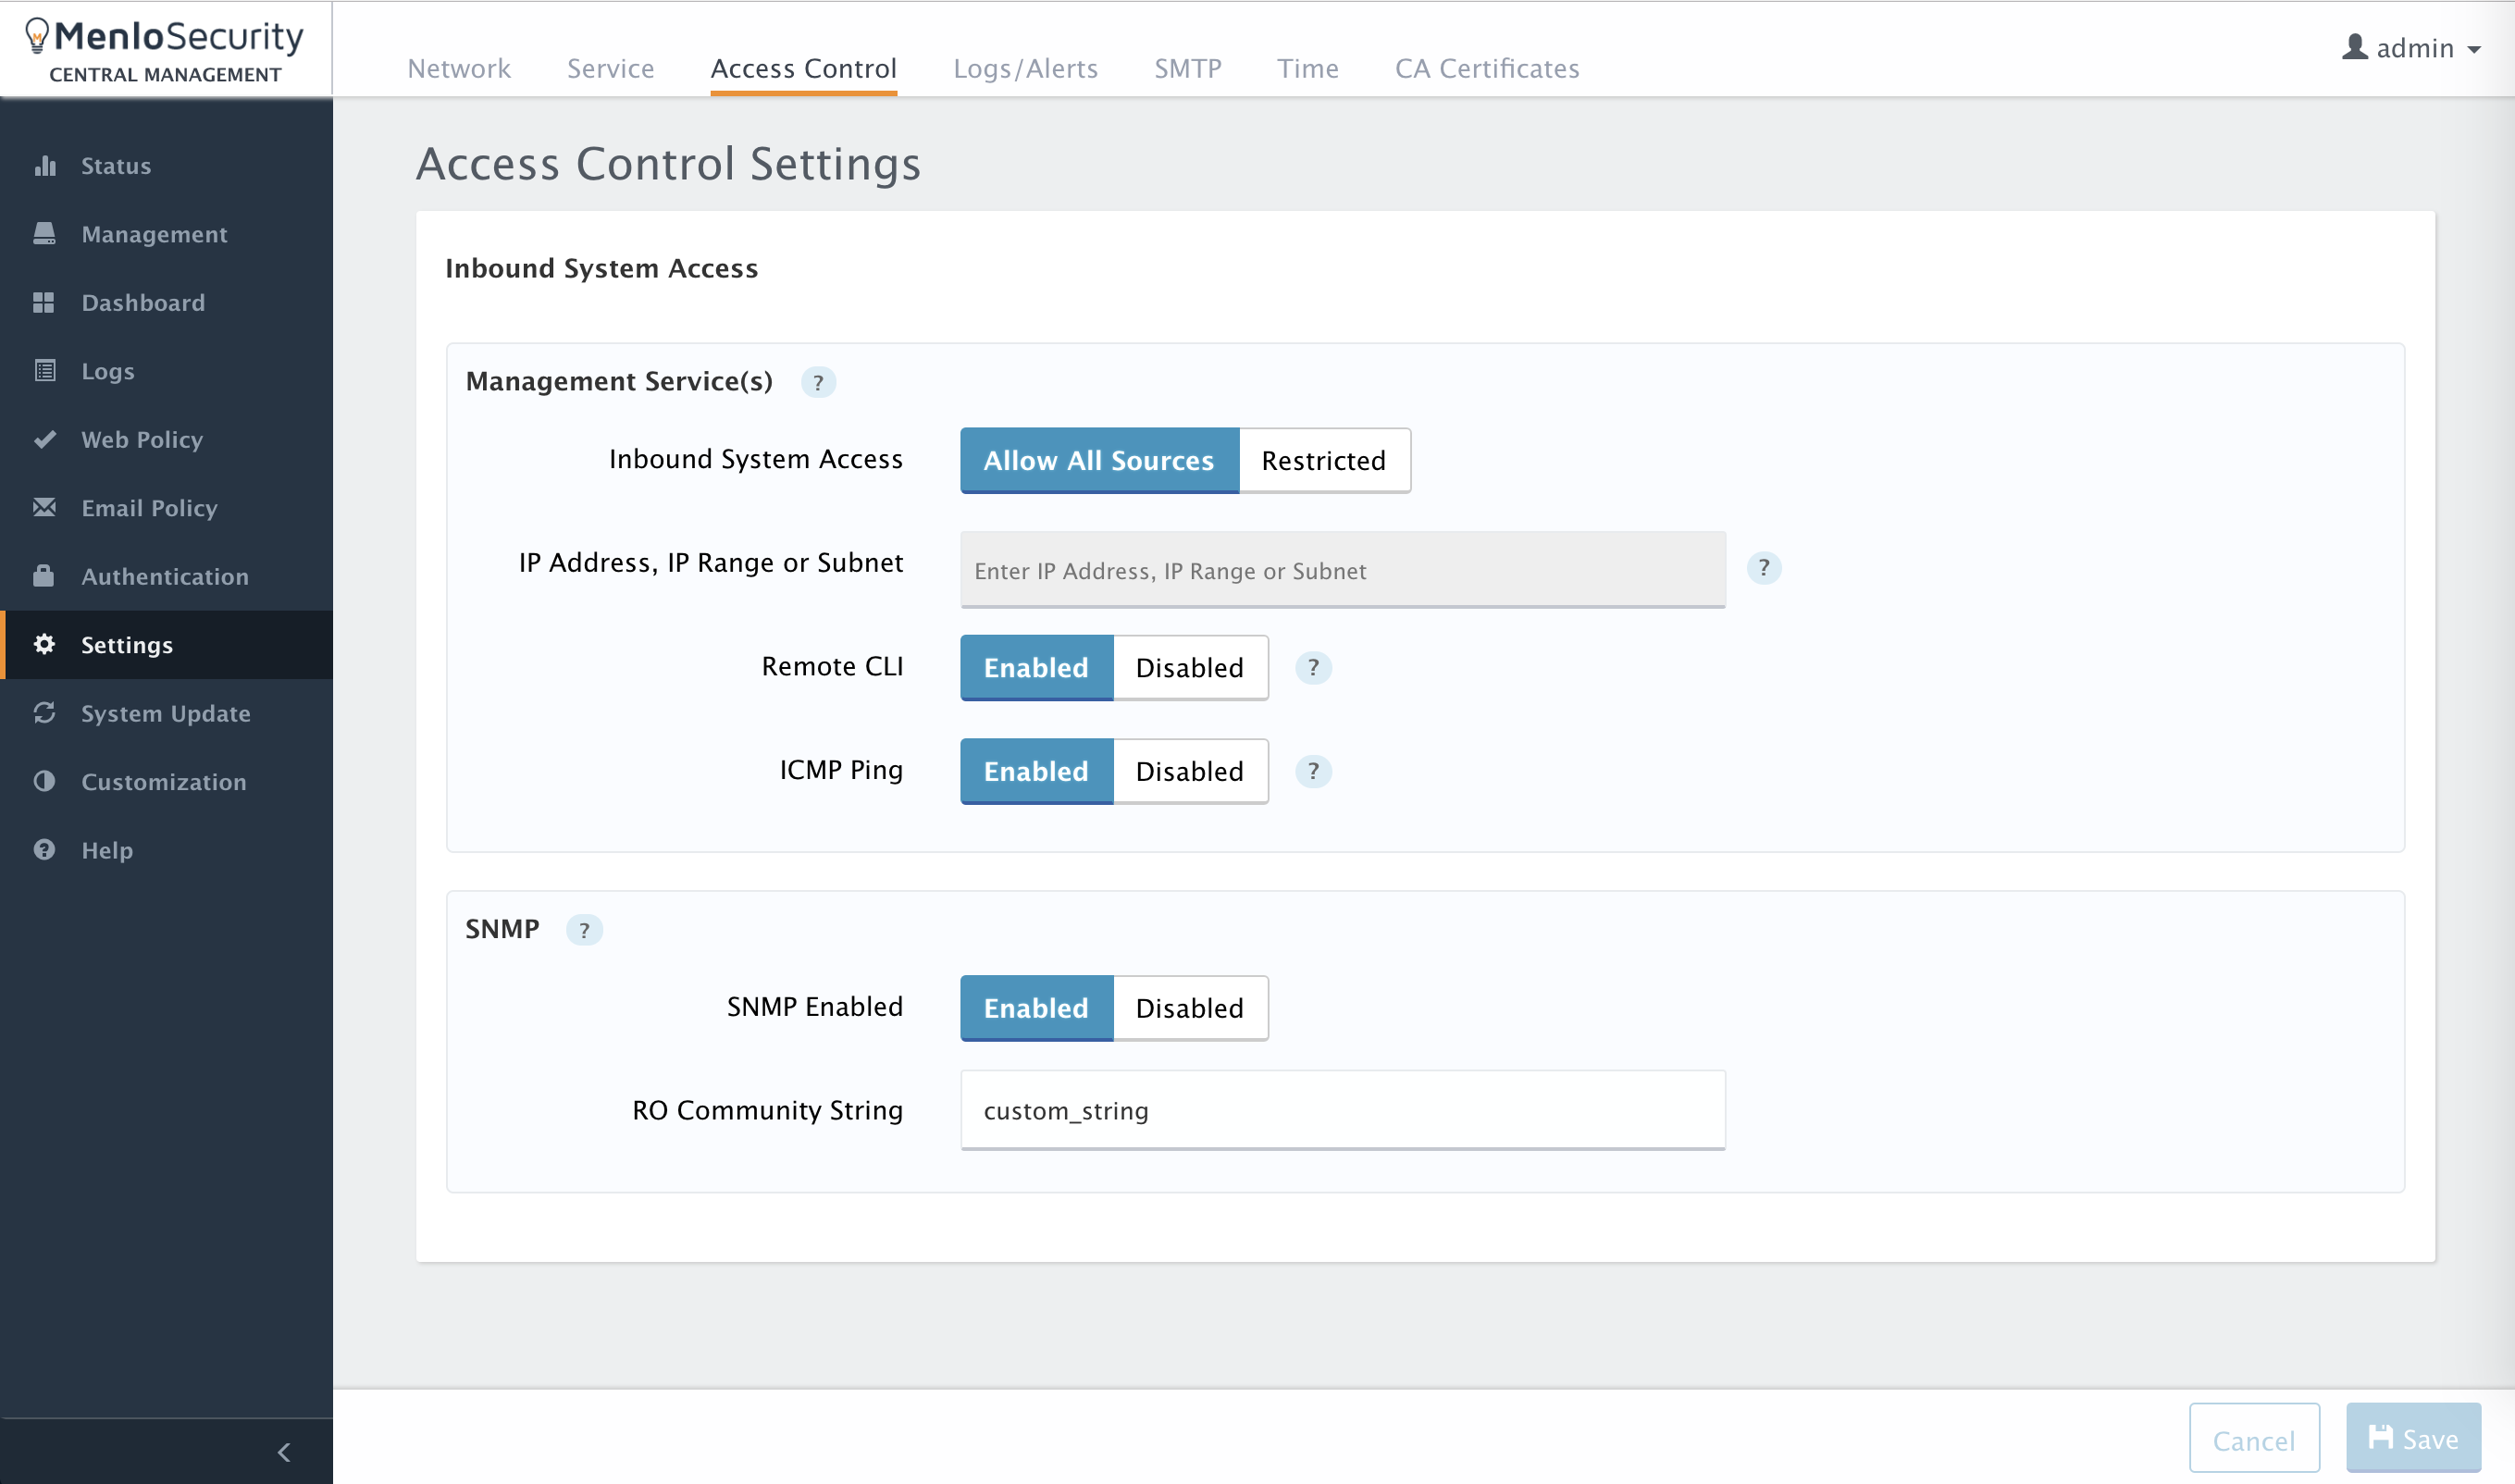 MenloSecurity
CENTRAL MANAGEMENT
Network Service Access Control Logs/Alerts SMTP Time CA Certificates
admin
Status
Management
Dashboard
Logs
Web Policy
Email Policy
Authentication
Settings
System Update
Customization
Help
Access Control Settings
Inbound System Access
Management Service(s) ?
Inbound System Access Allow All Sources Restricted
IP Address, IP Range or Subnet Enter IP Address, IP Range or Subnet ?
Remote CLI Enabled Disabled ?
ICMP Ping Enabled Disabled ?
SNMP ?
SNMP Enabled Enabled Disabled
RO Community String custom_string
Cancel Save